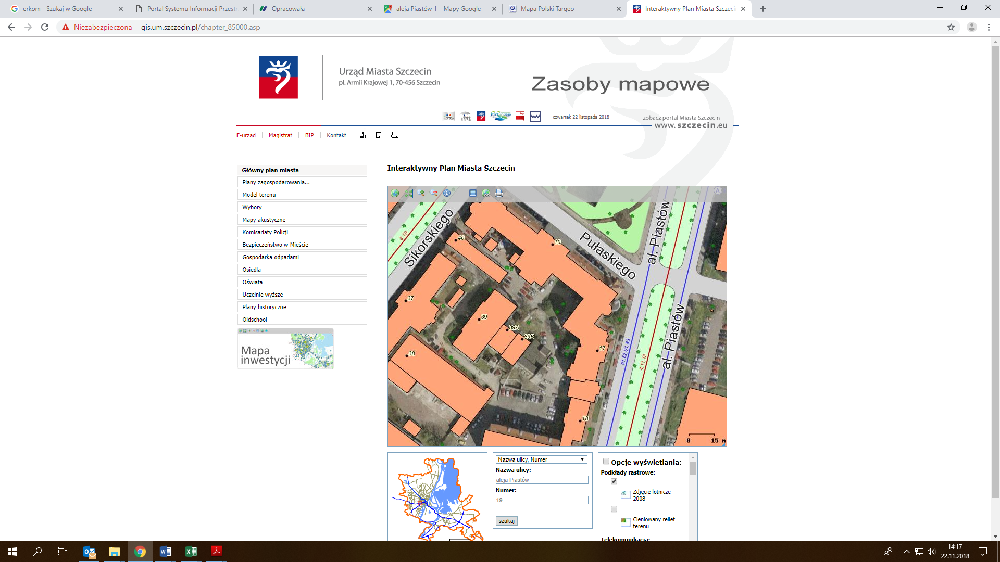 erkom - Szukaj w Google
Portal Systemu Informacji Przestr
Opracowała
aleja Piastów 1 – Mapy Google
Mapa Polski Targeo
Interaktywny Plan Miasta Szczecin
Niezabezpieczona
gis.um.szczecin.pl/chapter_85000.asp
Urząd Miasta Szczecin
pl. Armii Krajowej 1, 70-456 Szczecin
Zasoby mapowe
bip
czwartek 22 listopada 2018
zobacz portal Miasta Szczecin
www.szczecin.eu
E-urząd
Magistrat
BIP
Kontakt
Główny plan miasta
Plany zagospodarowania...
Model terenu
Wybory
Mapy akustyczne
Komisariaty Policji
Bezpieczeństwo w Mieście
Gospodarka odpadami
Osiedla
Oświata
Uczelnie wyższe
Plany historyczne
Oldschool
Mapa
inwestycji
Interaktywny Plan Miasta Szczecin
A
8,10
Sikorskiego
40
10
Pułaskiego
al. Piastów
37
39
39A
39B
38
17
18
61,62,81,83
4,11,12
al. Piastów
0 15 m
Nazwa ulicy, Numer
Nazwa ulicy:
aleja Piastów
Numer:
19
szukaj
Opcje wyświetlania:
Podkłady rastrowe:
Zdjęcie lotnicze
2008
Cieniowany relief
terenu
Telekomunikacja:
14:17
22.11.2018